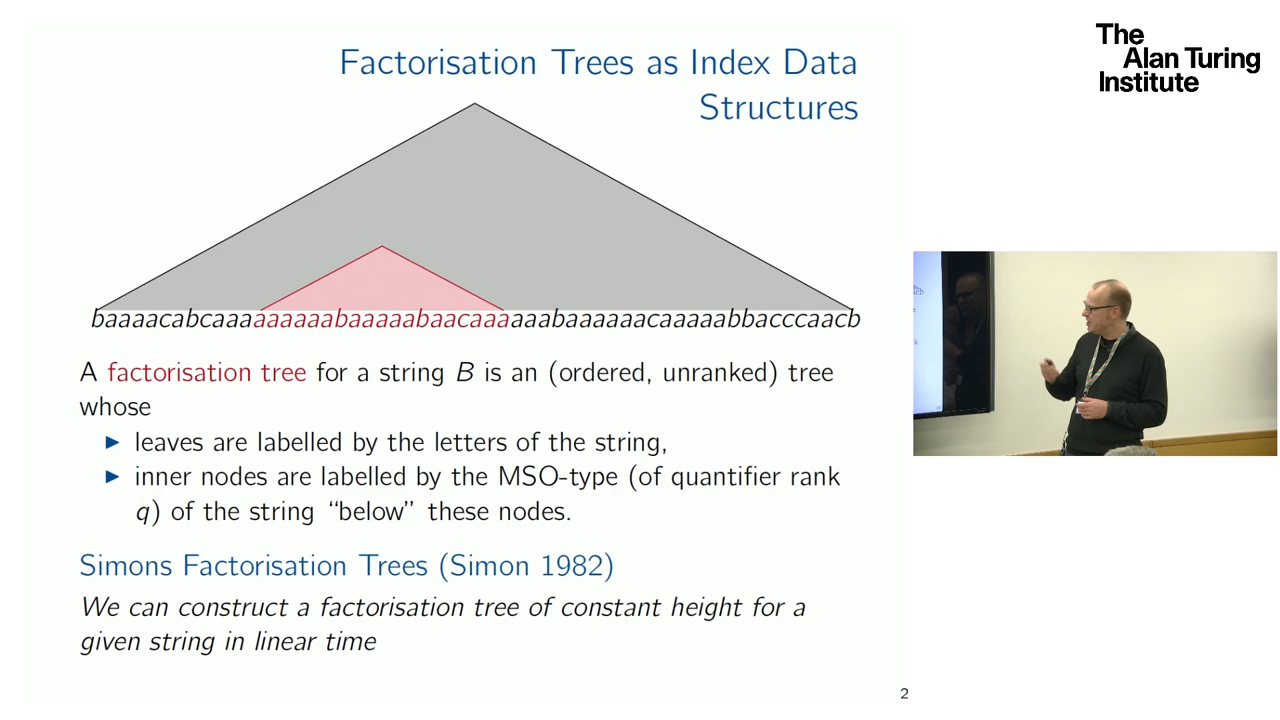 The
Alan Turing
Institute
Factorisation Trees as Index Data
Structures
baaaacabcaaaaaaaaabaaaaabaacaaaaaabaaaaaacaaaaabbacccaacb
A factorisation tree for a string B is an (ordered, unranked) tree
whose
▶ leaves are labelled by the letters of the string,
▶ inner nodes are labelled by the MSO-type (of quantifier rank
q) of the string “below” these nodes.
Simons Factorisation Trees (Simon 1982)
We can construct a factorisation tree of constant height for a
given string in linear time
2